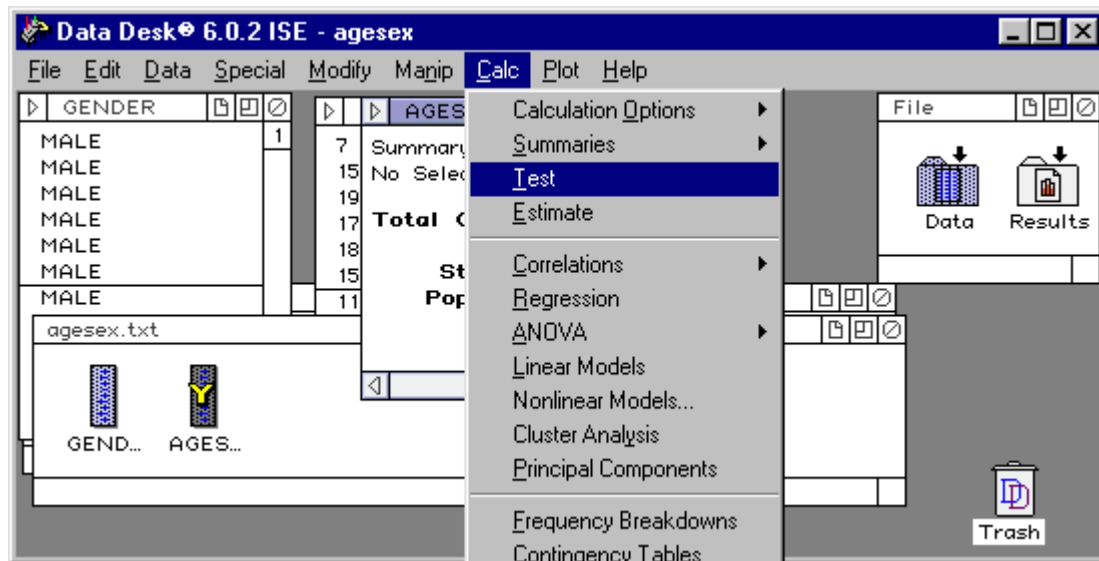 Data Desk® 6.0.2 ISE - agesex
File Edit Data Special Modify Manip Calc Plot Help
GENDER
1
MALE
MALE
MALE
MALE
MALE
MALE
MALE
7
15
19
17
18
15
11
AGES
Summary
No Selec
Total
St
Pop
Calculation Options
Summaries
Test
Estimate
Correlations
Regression
ANOVA
Linear Models
Nonlinear Models...
Cluster Analysis
Principal Components
Frequency Breakdowns
Contingency Tables
File
Data Results
agesex.txt
GEND... AGES...
Trash